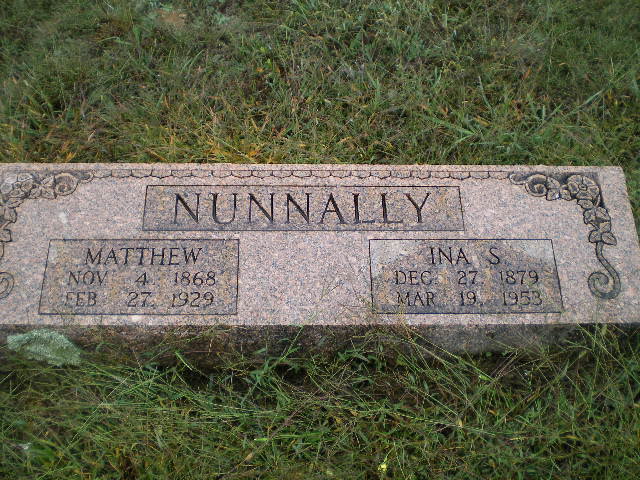 NUNNALLY
MATTHEW
NOV 4, 1868
FEB 27, 1929
INA S.
DEC. 27, 1879
MAR 19, 1953